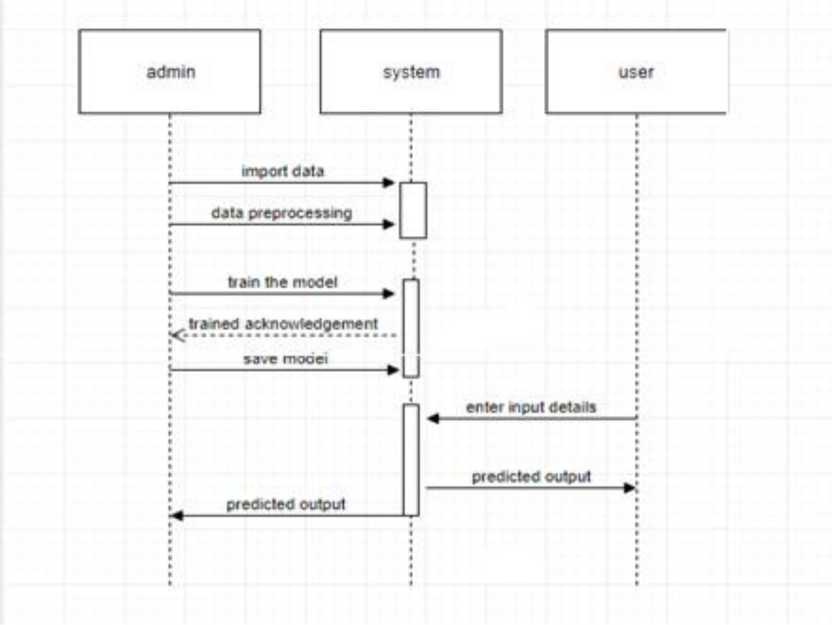 admin
system
user
import data
data preprocessing
train the model
trained acknowledgement
save model
enter input details
predicted output
predicted output